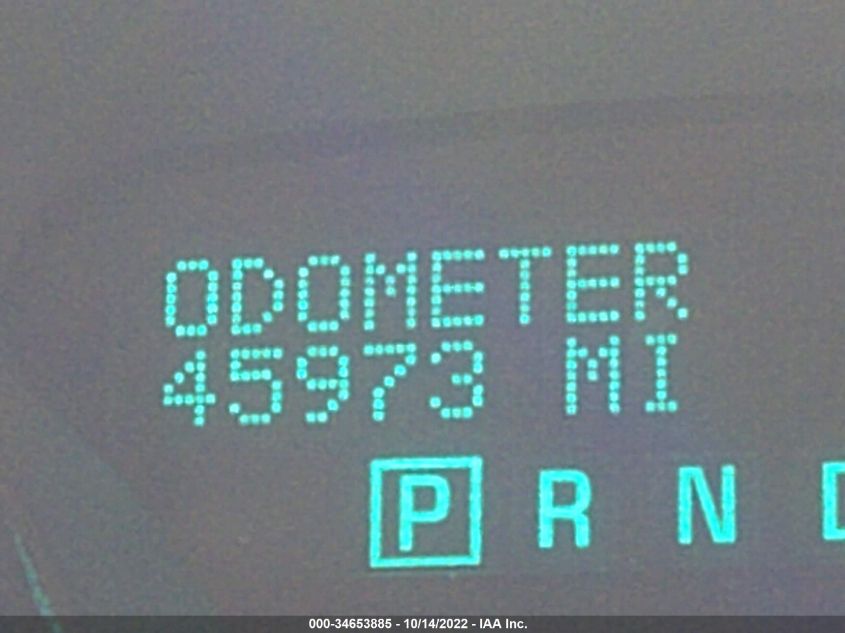 ODOMETER
45973 MI
P R N D
000-34653885 - 10/14/2022 - IAA Inc.